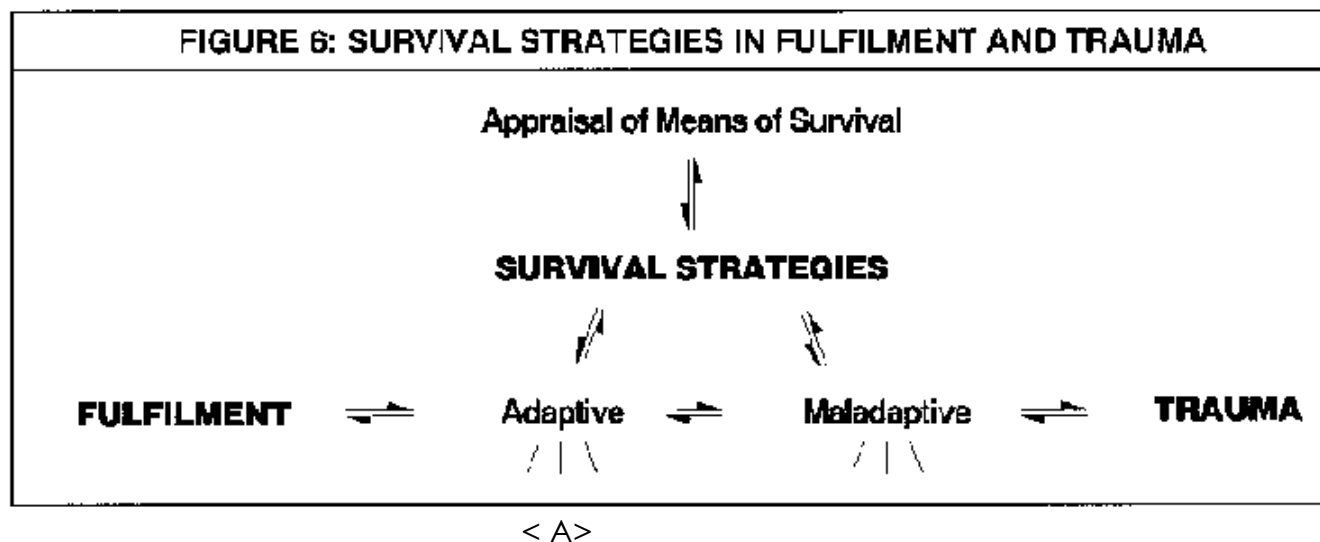 FIGURE 6: SURVIVAL STRATEGIES IN FULFILMENT AND TRAUMA
Appraisal of Means of Survival
SURVIVAL STRATEGIES
FULFILMENT Adaptive Maladaptive TRAUMA
< A>